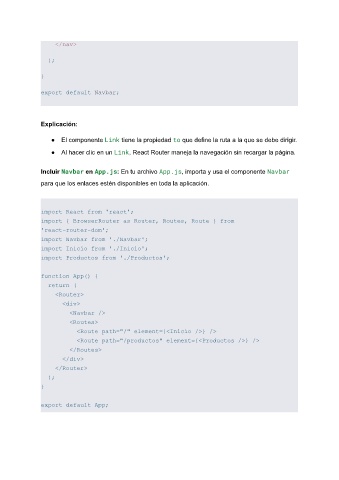 </nav>
);
}
export default Navbar;
Explicación:
● El componente Link tiene la propiedad to que define la ruta a la que se debe dirigir.
● Al hacer clic en un Link, React Router maneja la navegación sin recargar la página.
Incluir Navbar en App.js: En tu archivo App.js, importa y usa el componente Navbar
para que los enlaces estén disponibles en toda la aplicación.
import React from 'react';
import { BrowserRouter as Router, Routes, Route } from
'react-router-dom';
import Navbar from './Navbar';
import Inicio from './Inicio';
import Productos from './Productos';
function App() {
return (
<Router>
<div>
<Navbar />
<Routes>
<Route path="/" element={<Inicio />} />
<Route path="/productos" element={<Productos />} />
</Routes>
</div>
</Router>
);
}
export default App;